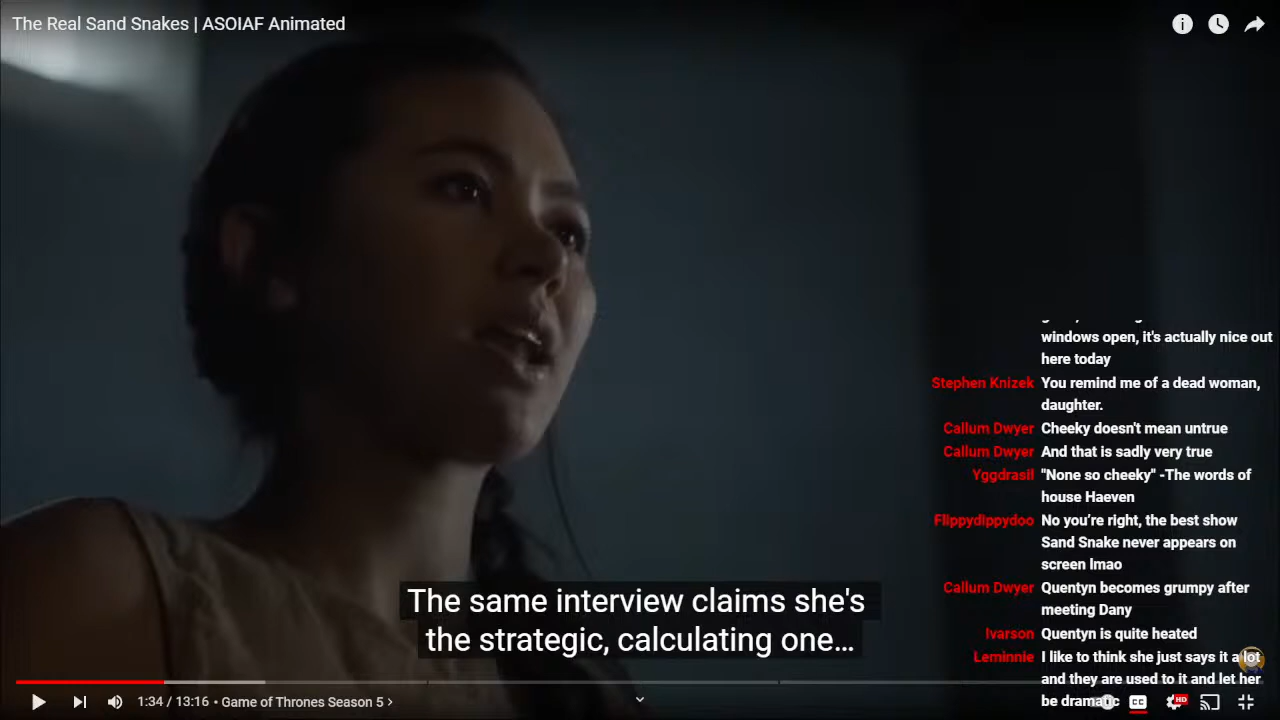 The Real Sand Snakes | ASOIAF Animated
windows open, it's actually nice out
here today
Stephen Knizek You remind me of a dead woman,
daughter.
Callum Dwyer Cheeky doesn't mean untrue
Callum Dwyer And that is sadly very true
Yggdrasil "None so cheeky" -The words of
house Haeven
Flippydippydoo No you're right, the best show
Sand Snake never appears on
screen lmao
Callum Dwyer Quentyn becomes grumpy after
meeting Dany
Ivarson Quentyn is quite heated
Leminnie I like to think she just says it a lot
and they are used to it and let her
be dramatic
The same interview claims she's
the strategic, calculating one...
1:34 / 13:16 • Game of Thrones Season 5 >
CC
HD